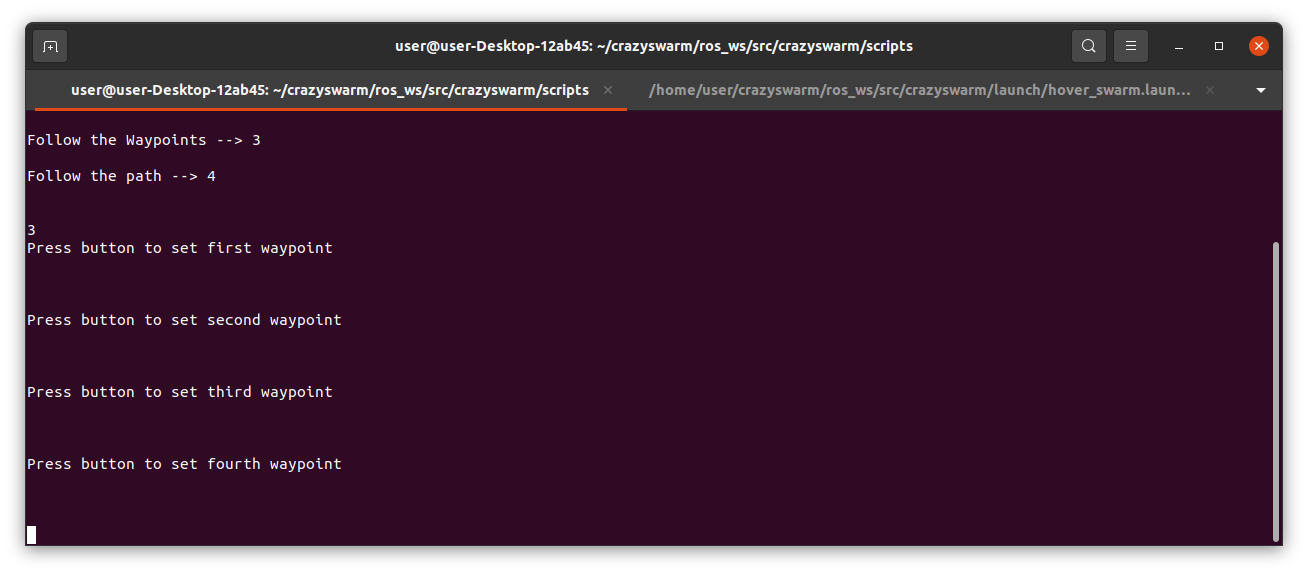 user@user-Desktop-12ab45: ~/crazyswarm/ros_ws/src/crazyswarm/scripts
user@user-Desktop-12ab45: ~/crazyswarm/ros_ws/src/crazyswarm/scripts
/home/user/crazyswarm/ros_ws/src/crazyswarm/launch/hover_swarm.laun...
Follow the Waypoints --> 3
Follow the path --> 4
3
Press button to set first waypoint
Press button to set second waypoint
Press button to set third waypoint
Press button to set fourth waypoint